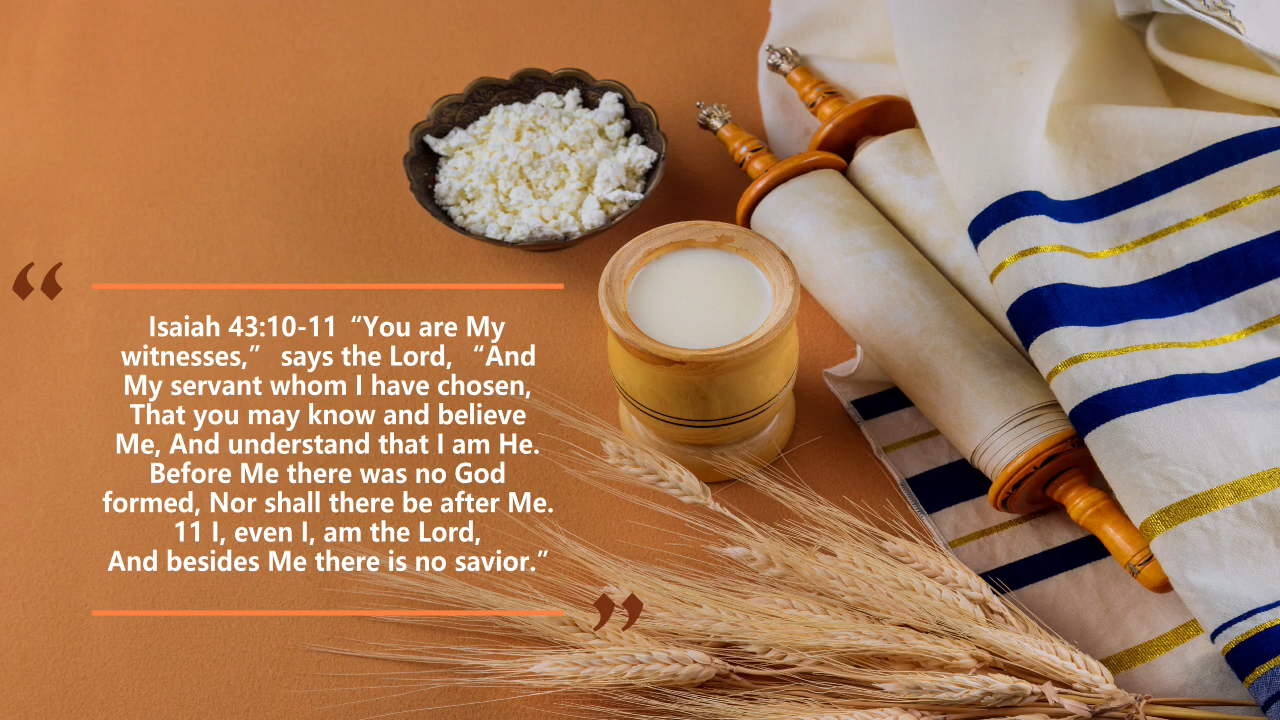 Isaiah 43:10-11 “You are My
witnesses,” says the Lord, “And
My servant whom I have chosen,
That you may know and believe
Me, And understand that I am He.
Before Me there was no God
formed, Nor shall there be after Me.
11 I, even I, am the Lord,
And besides Me there is no savior.”